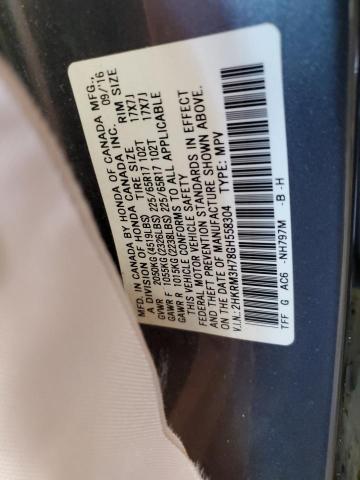 MFD. IN CANADA BY HONDA OF CANADA MFG., 09/'16
A DIVISION OF HONDA CANADA INC.
TIRE SIZE RIM SIZE
GVWR 2050KG(4519LBS)
GAWR F 1055KG(2326LBS) 225/65R17 102T 17X7J
GAWR R 1015KG(2238LBS) 225/65R17 102T 17X7J
THIS VEHICLE CONFORMS TO ALL APPLICABLE
FEDERAL MOTOR VEHICLE SAFETY
AND THEFT PREVENTION STANDARDS IN EFFECT
ON THE DATE OF MANUFACTURE SHOWN ABOVE.
V.I.N.:2HKRM3H78GH558304 TYPE: MPV
TFF G AC6 -NH797M -B-H